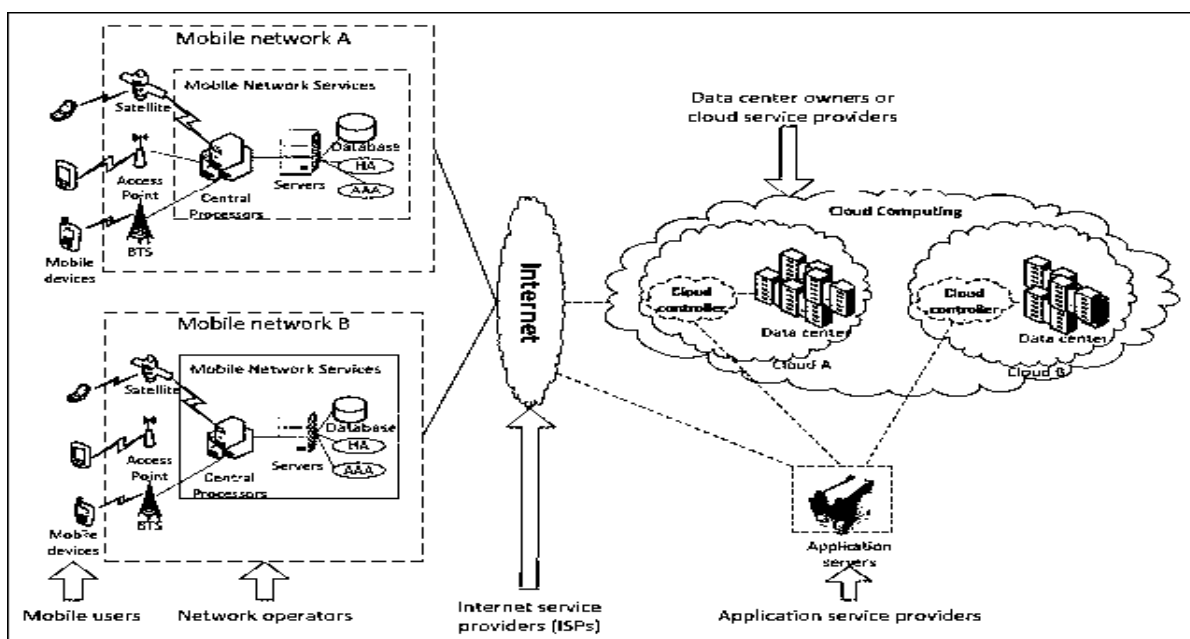 Mobile network A
Mobile Network Services
Satellite
Database
HA
AAA
Servers
Access
Point
Central
Processors
BTS
Mobile
devices
Mobile network B
Mobile Network Services
Satellite
Database
HA
AAA
Servers
Access
Point
Central
Processors
BTS
Mobile
devices
Mobile users
Network operators
Internet
Internet service
providers (ISPs)
Data center owners or
cloud service providers
Cloud Computing
Cloud
controller
Data center
Cloud A
Cloud
controller
Data center
Cloud B
Application
servers
Application service providers